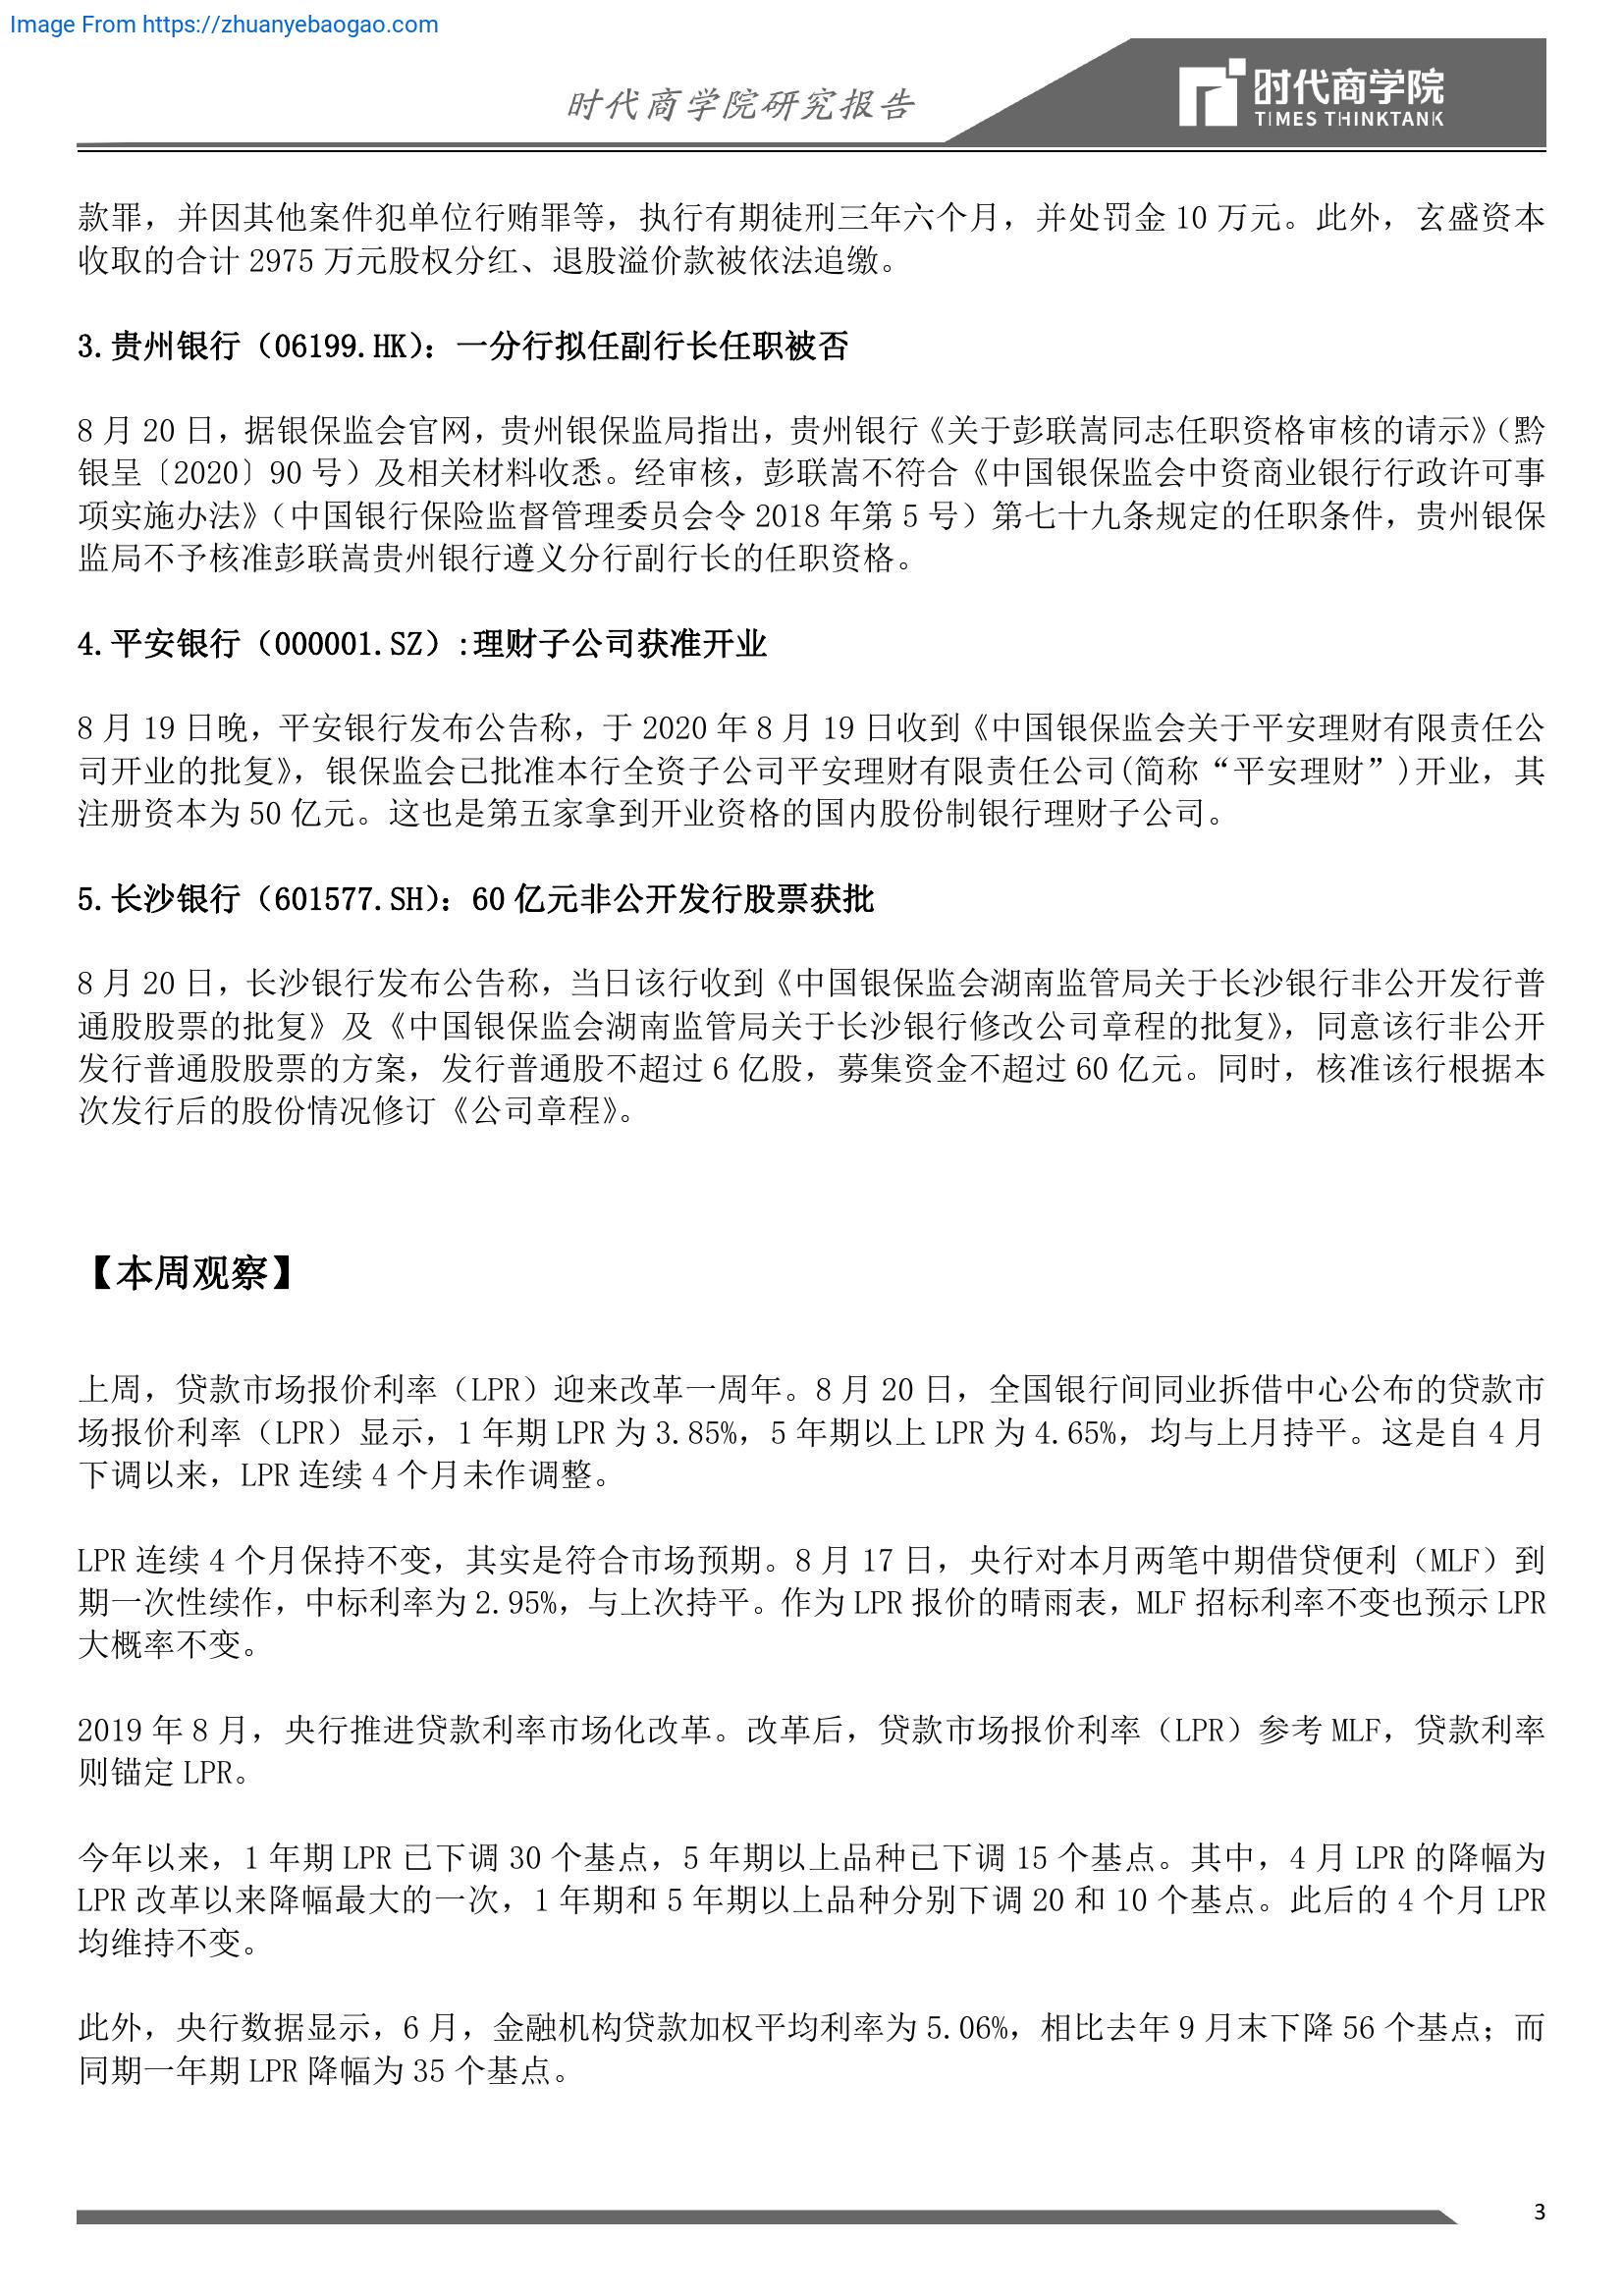 Image From https://zhuanyebaogao.com
时代商学院研究报告
时代商学院
TIMES THINKTANK
款罪，并因其他案件犯单位行贿罪等，执行有期徒刑三年六个月，并处罚金 10 万元。此外，玄盛资本
收取的合计 2975 万元股权分红、退股溢价款被依法追缴。
3.贵州银行（06199.HK）：一分行拟任副行长任职被否
8 月 20 日，据银保监会官网，贵州银保监局指出，贵州银行《关于彭联嵩同志任职资格审核的请示》（黔
银呈〔2020〕90 号）及相关材料收悉。经审核，彭联嵩不符合《中国银保监会中资商业银行行政许可事
项实施办法》（中国银行保险监督管理委员会令 2018 年第 5 号）第七十九条规定的任职条件，贵州银保
监局不予核准彭联嵩贵州银行遵义分行副行长的任职资格。
4.平安银行（000001.SZ）:理财子公司获准开业
8 月 19 日晚，平安银行发布公告称，于 2020 年 8 月 19 日收到《中国银保监会关于平安理财有限责任公
司开业的批复》，银保监会已批准本行全资子公司平安理财有限责任公司(简称“平安理财”)开业，其
注册资本为 50 亿元。这也是第五家拿到开业资格的国内股份制银行理财子公司。
5.长沙银行（601577.SH）：60 亿元非公开发行股票获批
8 月 20 日，长沙银行发布公告称，当日该行收到《中国银保监会湖南监管局关于长沙银行非公开发行普
通股股票的批复》及《中国银保监会湖南监管局关于长沙银行修改公司章程的批复》，同意该行非公开
发行普通股股票的方案，发行普通股不超过 6 亿股，募集资金不超过 60 亿元。同时，核准该行根据本
次发行后的股份情况修订《公司章程》。
【本周观察】
上周，贷款市场报价利率（LPR）迎来改革一周年。8 月 20 日，全国银行间同业拆借中心公布的贷款市
场报价利率（LPR）显示，1 年期 LPR 为 3.85%，5 年期以上 LPR 为 4.65%，均与上月持平。这是自 4 月
下调以来，LPR 连续 4 个月未作调整。
LPR 连续 4 个月保持不变，其实是符合市场预期。8 月 17 日，央行对本月两笔中期借贷便利（MLF）到
期一次性续作，中标利率为 2.95%，与上次持平。作为 LPR 报价的晴雨表，MLF 招标利率不变也预示 LPR
大概率不变。
2019 年 8 月，央行推进贷款利率市场化改革。改革后，贷款市场报价利率（LPR）参考 MLF，贷款利率
则锚定 LPR。
今年以来，1 年期 LPR 已下调 30 个基点，5 年期以上品种已下调 15 个基点。其中，4 月 LPR 的降幅为
LPR 改革以来降幅最大的一次，1 年期和 5 年期以上品种分别下调 20 和 10 个基点。此后的 4 个月 LPR
均维持不变。
此外，央行数据显示，6 月，金融机构贷款加权平均利率为 5.06%，相比去年 9 月末下降 56 个基点；而
同期一年期 LPR 降幅为 35 个基点。
3